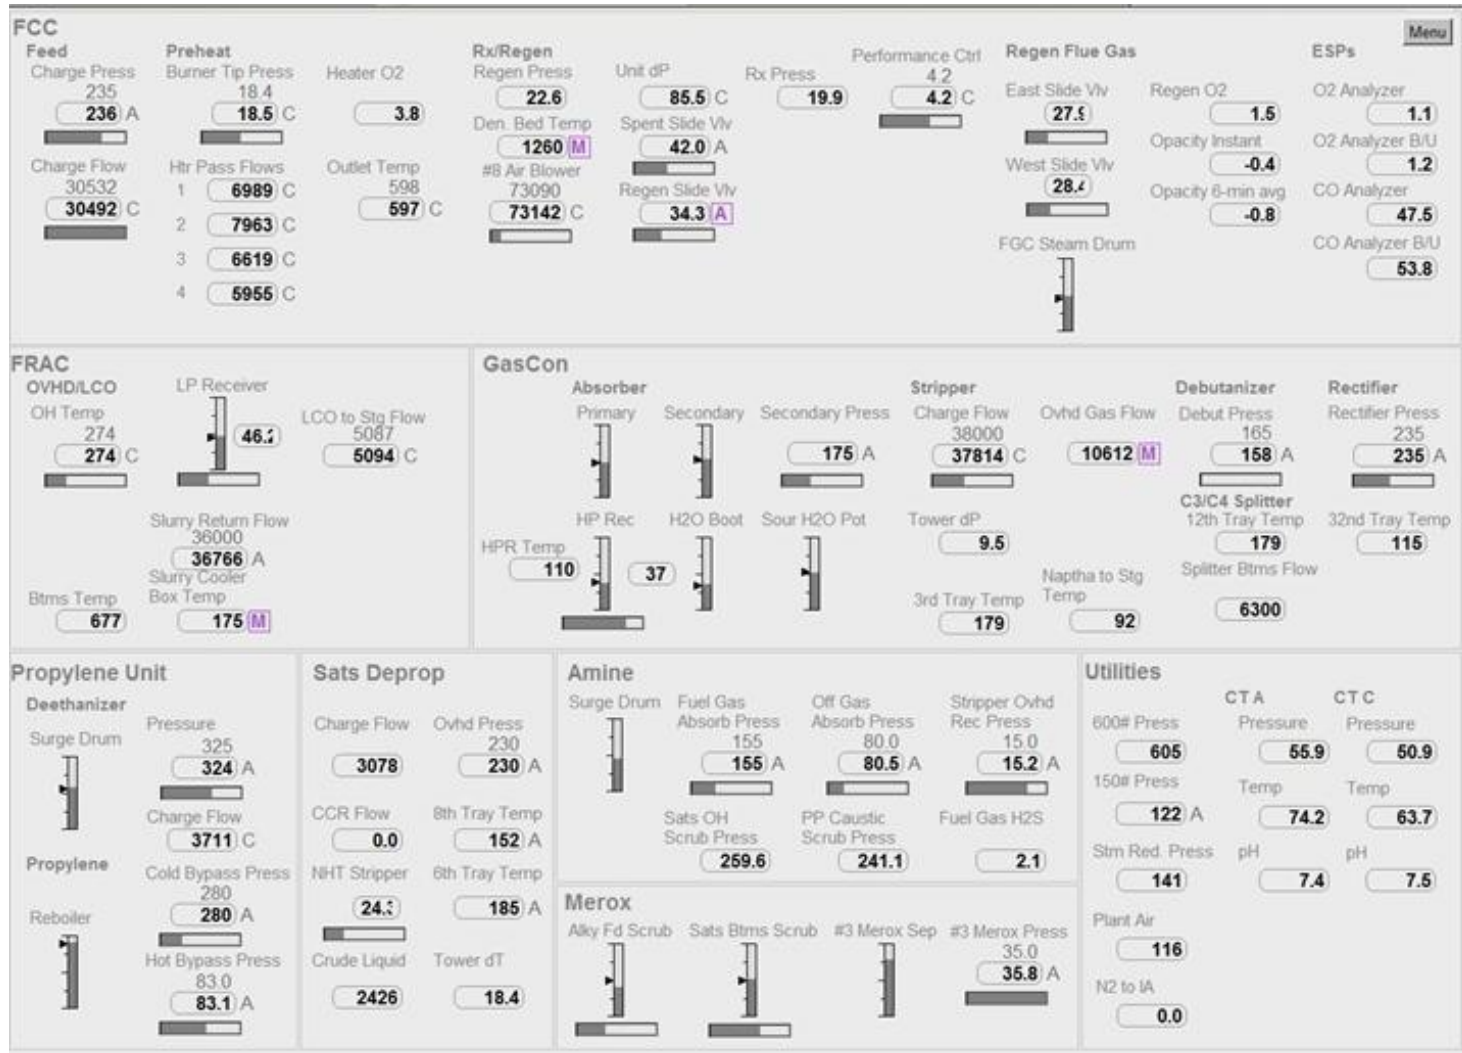 Menu
FCC
Feed
Charge Press
235
236 A
Charge Flow
30532
30492 C
Preheat
Burner Tip Press
18.4
18.5 C
Htr Pass Flows
1 6989 C
2 7963 C
3 6619 C
4 5955 C
Heater O2
3.8
Outlet Temp
598
597 C
Rx/Regen
Regen Press
22.6
Den. Bed Temp
1260 M
#8 Air Blower
73090
73142 C
Unit dP
85.5 C
Spent Slide Vlv
42.0 A
Regen Slide Vlv
34.3 A
Rx Press
19.9
Performance Ctrl
4.2
4.2 C
Regen Flue Gas
East Slide Vlv
West Slide Vlv
FGC Steam Drum
Regen O2
1.5
Opacity Instant
-0.4
Opacity 6-min avg
-0.8
ESPs
O2 Analyzer
1.1
O2 Analyzer B/U
1.2
CO Analyzer
47.5
CO Analyzer B/U
53.8
FRAC
OVHD/LCO
OH Temp
274
274 C
LP Receiver
LCO to Stg Flow
5087
5094 C
Slurry Return Flow
36000
36766 A
Slurry Cooler
Box Temp
175 M
Btms Temp
677
GasCon
Absorber
Primary
Secondary
Secondary Press
175 A
HP Rec
H2O Boot
Sour H2O Pot
HPR Temp
110
37
Stripper
Charge Flow
38000
37814 C
Ovhd Gas Flow
10612 M
Tower dP
9.5
3rd Tray Temp
179
Naptha to Stg
Temp
92
Debutanizer
Debut Press
165
158 A
C3/C4 Splitter
12th Tray Temp
179
Splitter Btms Flow
6300
Rectifier
Rectifier Press
235
235 A
32nd Tray Temp
115
Propylene Unit
Deethanizer
Surge Drum
Pressure
325
324 A
Charge Flow
3711 C
Propylene
Reboiler
Cold Bypass Press
280
280 A
Hot Bypass Press
83.0
83.1 A
Sats Deprop
Charge Flow
3078
Ovhd Press
230
230 A
CCR Flow
0.0
8th Tray Temp
152 A
NHT Stripper
6th Tray Temp
185 A
Crude Liquid
2426
Tower dT
18.4
Amine
Surge Drum
Fuel Gas
Absorb Press
155
155 A
Off Gas
Absorb Press
80.0
80.5 A
Stripper Ovhd
Rec Press
15.0
15.2 A
Sats OH
Scrub Press
259.6
PP Caustic
Scrub Press
241.1
Fuel Gas H2S
2.1
Merox
Alky Fd Scrub
Sats Btms Scrub
#3 Merox Sep
#3 Merox Press
35.0
35.8 A
Utilities
600# Press
605
150# Press
122 A
Stm Red. Press
141
Plant Air
116
N2 to IA
0.0
CT A
Pressure
55.9
Temp
74.2
pH
7.4
CT C
Pressure
50.9
Temp
63.7
pH
7.5